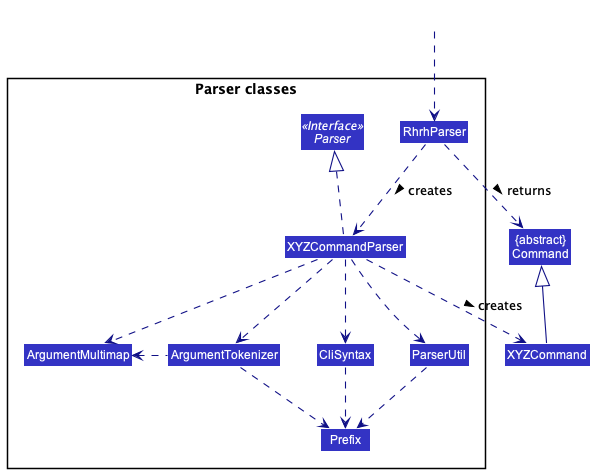 Parser classes
«Interface»
Parser
RhrhParser
creates
returns
XYZCommandParser
{abstract}
Command
creates
ArgumentMultimap
ArgumentTokenizer
CliSyntax
ParserUtil
XYZCommand
Prefix